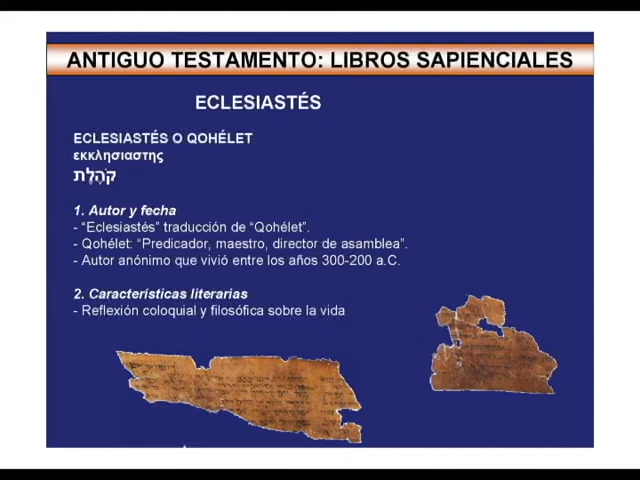 ANTIGUO TESTAMENTO: LIBROS SAPIENCIALES
ECLESIASTÉS
ECLESIASTÉS O QOHÉLET
εκκλησιαστης
קֹהֶלֶת
1. Autor y fecha
- “Eclesiastés” traducción de “Qohélet”.
- Qohélet: “Predicador, maestro, director de asamblea”.
- Autor anónimo que vivió entre los años 300-200 a.C.
2. Características literarias
- Reflexión coloquial y filosófica sobre la vida